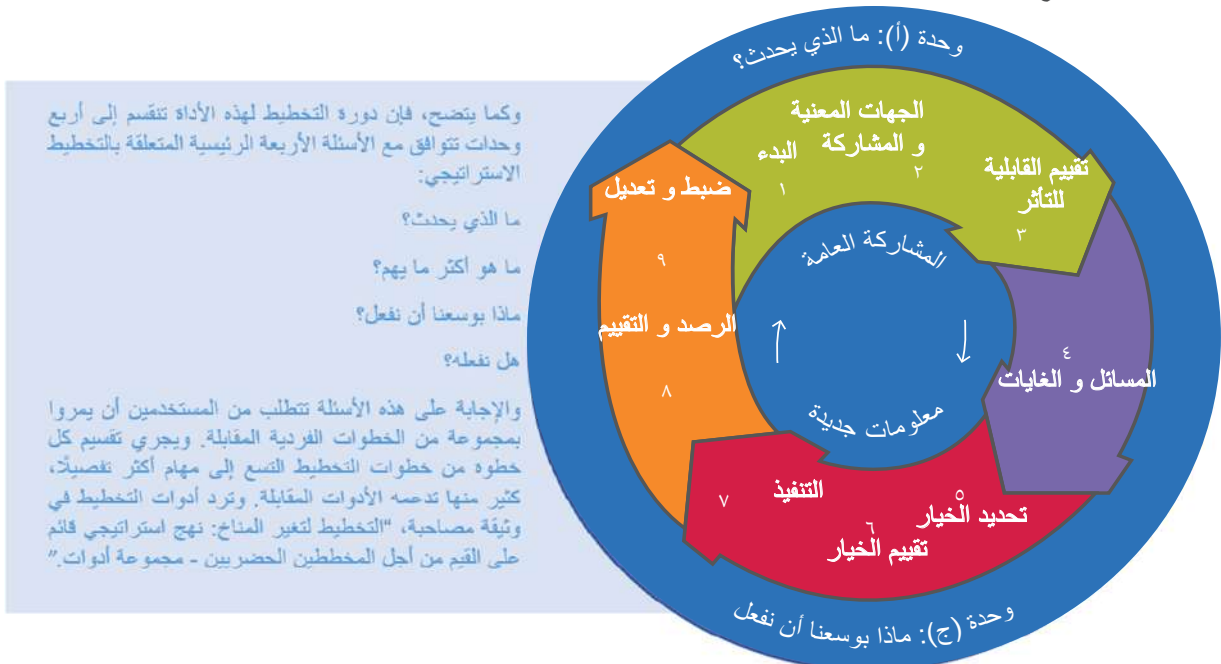 وحدة (أ): ما الذي يحدث؟
وكما يتضح، فإن دورة التخطيط لهذه الأداة تنقسم إلى أربع
وحدات تتوافق مع الأسئلة الأربعة الرئيسية المتعلقة بالتخطيط
الاستراتيجي:
ما الذي يحدث؟
ما هو أكثر ما يهم؟
ماذا بوسعنا أن نفعل؟
هل نفعله؟
والإجابة على هذه الأسئلة تتطلب من المستخدمين أن يمروا
بمجموعة من الخطوات الفردية المقابلة. ويجري تقسيم كل
خطوه من خطوات التخطيط التسع إلى مهام أكثر تفصيلًا،
كثير منها تدعمه الأدوات المقابلة. وترد أدوات التخطيط في
وثيقة مصاحبة، "التخطيط لتغير المناخ: نهج استراتيجي قائم
على القيم من أجل المخططين الحضريين - مجموعة أدوات."
البدء
١
الجهات المعنية
و المشاركة
٢
تقييم القابلية
للتأثر
٣
٤
المسائل و الغايات
٥
تحديد الخيار
٦
تقييم الخيار
التنفيذ
٧
ضبط و تعديل
٩
الرصد و التقييم
٨
المشاركة العامة
معلومات جديدة
وحدة (ج): ماذا بوسعنا أن نفعل